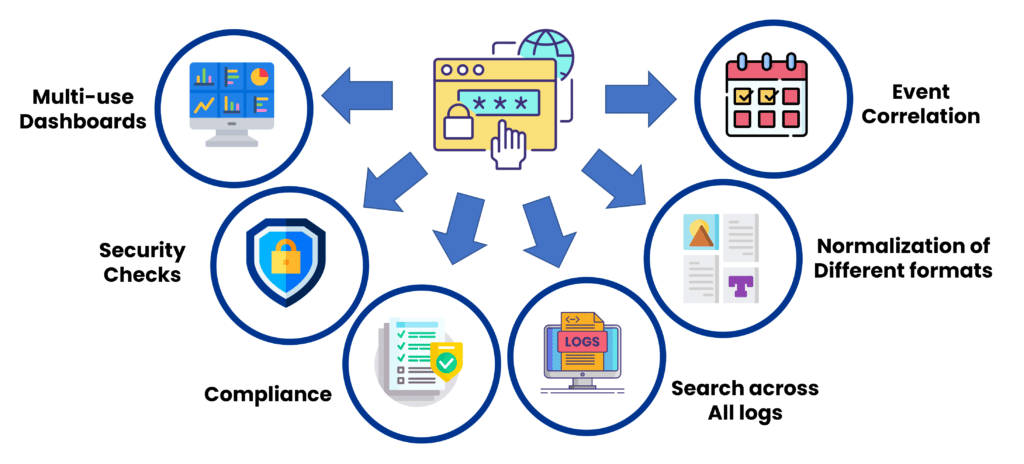 Multi-use
Dashboards
***
Event
Correlation
Security
Checks
Normalization of
Different formats
LOGS
Compliance
Search across
All logs